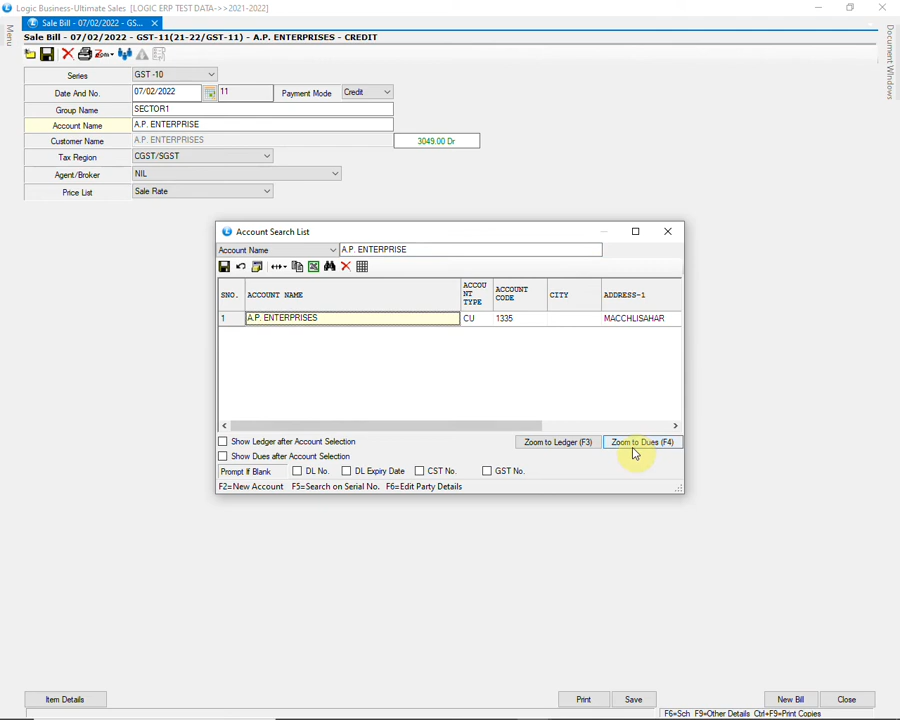 Logic Business-Ultimate Sales [LOGIC ERP TEST DATA->>2021-2022]
Menu
Sale Bill - 07/02/2022 - GS...
Document Windows
Sale Bill - 07/02/2022 - GST-11(21-22/GST-11) - A.P. ENTERPRISES - CREDIT
Zom
Series GST -10
Date And No. 07/02/2022 11 Payment Mode Credit
Group Name SECTOR1
Account Name A.P. ENTERPRISE
Customer Name A.P. ENTERPRISES 3049.00 Dr
Tax Region CGST/SGST
Agent/Broker NIL
Price List Sale Rate
Account Search List
Account Name A.P. ENTERPRISE
SNO. ACCOUNT NAME ACCOUNT TYPE ACCOUNT CODE CITY ADDRESS-1
1 A.P. ENTERPRISES CU 1335 MACCHLISAHAR
Show Ledger after Account Selection Zoom to Ledger (F3) Zoom to Dues (F4)
Show Dues after Account Selection
Prompt If Blank DL No. DL Expiry Date CST No. GST No.
F2=New Account F5=Search on Serial No. F6=Edit Party Details
Item Details Print Save New Bill Close
F6=Sch F9=Other Details Ctrl+F9=Print Copies